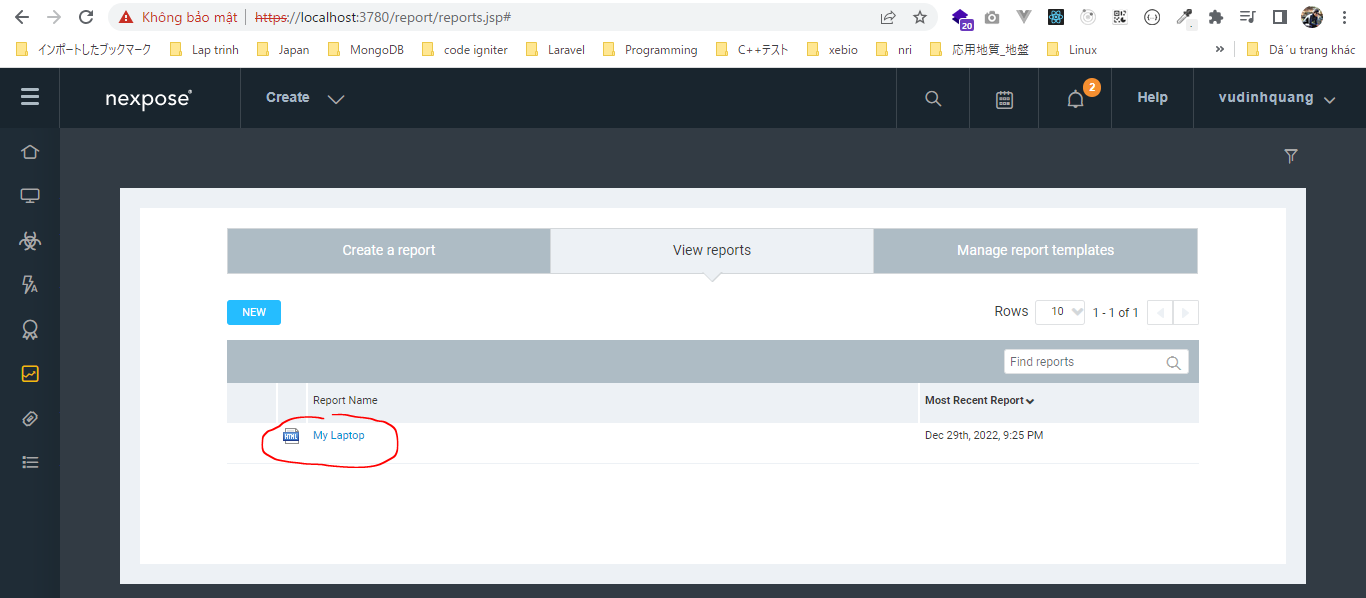 Không bảo mật https://localhost:3780/report/reports.jsp# 20
インポートしたブックマーク Lap trinh Japan MongoDB code igniter Laravel Programming C++テスト xebio nri 応用地質_地盤 Linux » Dấu trang khác
nexpose® Create 2 Help vudinhquang
Create a report View reports Manage report templates
NEW Rows 10 1 - 1 of 1
Find reports
Report Name Most Recent Report
HTML My Laptop Dec 29th, 2022, 9:25 PM